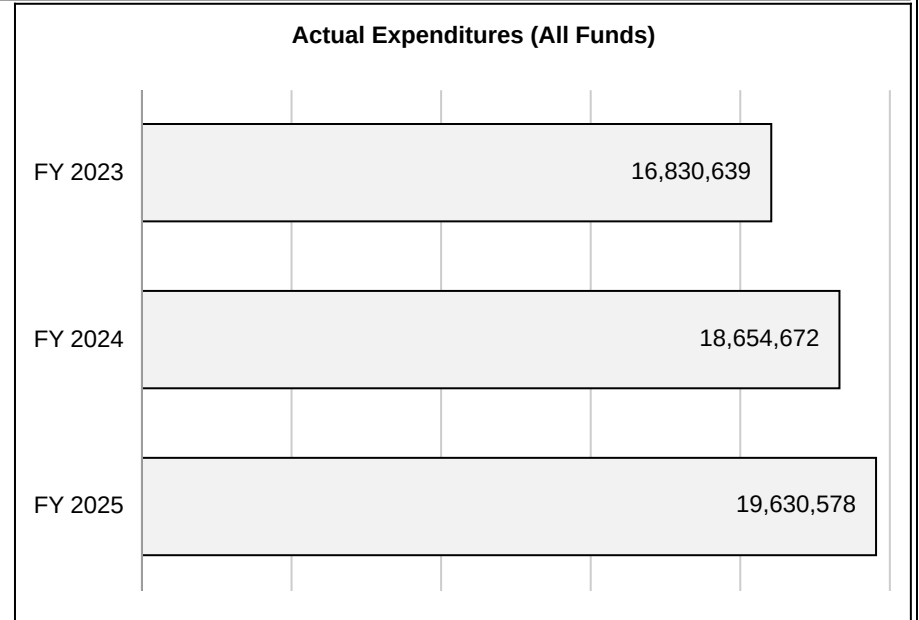 Actual Expenditures (All Funds)
FY 2023 16,830,639
FY 2024 18,654,672
FY 2025 19,630,578